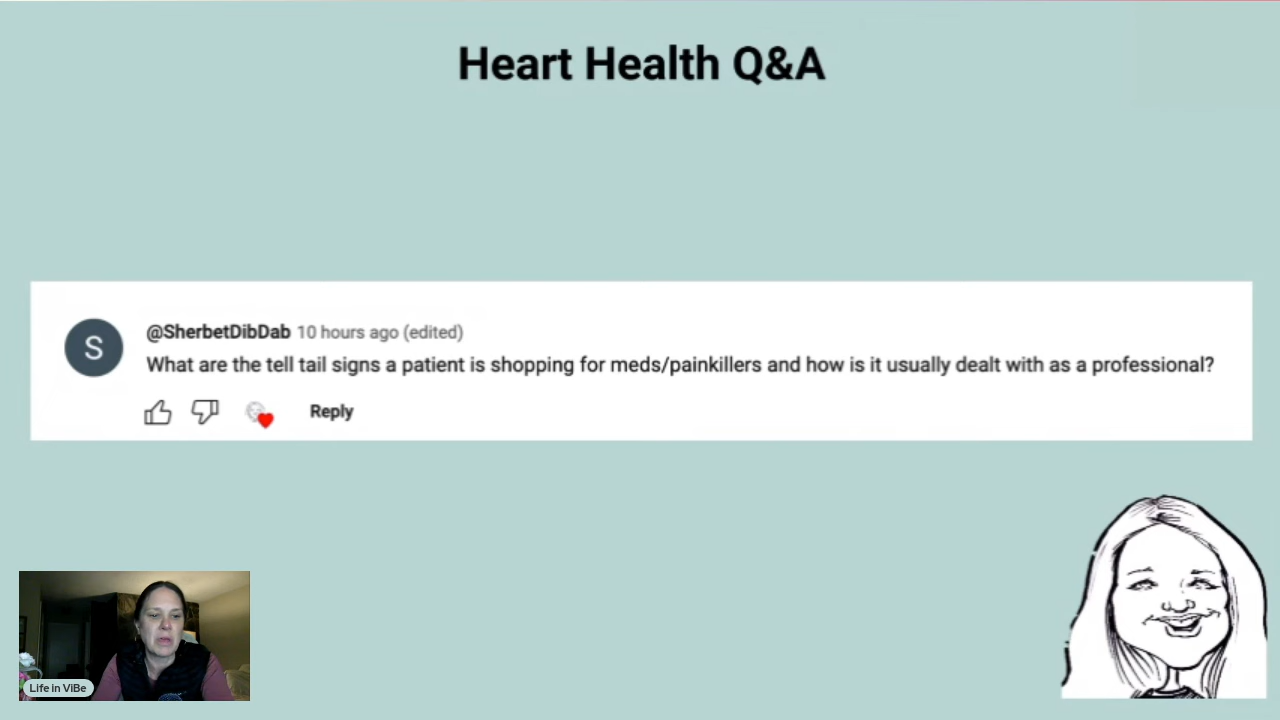 Heart Health Q&A
S
@SherbetDibDab 10 hours ago (edited)
What are the tell tail signs a patient is shopping for meds/painkillers and how is it usually dealt with as a professional?
Reply
Life in ViBe